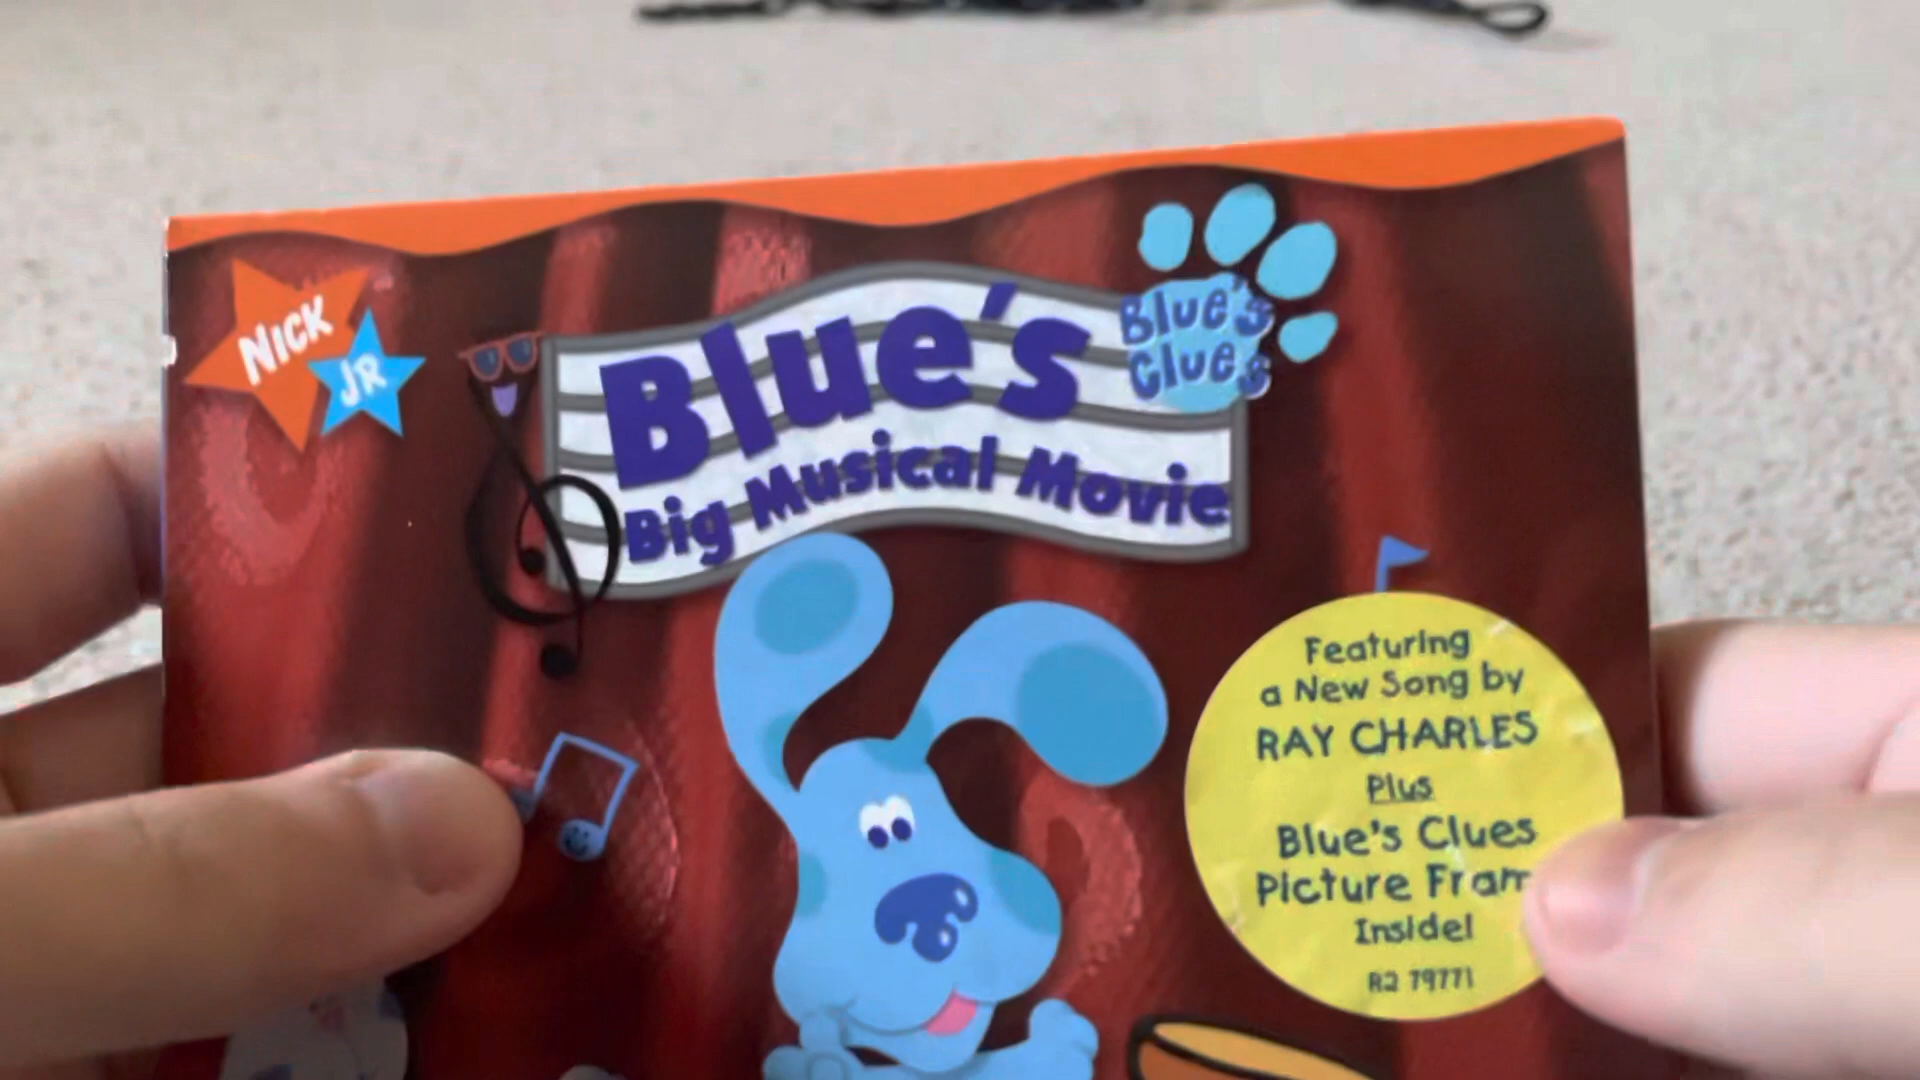 NICK
JR
Blue's
Big Musical Movie
Blue's
Clues
Featuring
a New Song by
RAY CHARLES
Plus
Blue's Clues
Picture Fram
Inside!
R2 79771